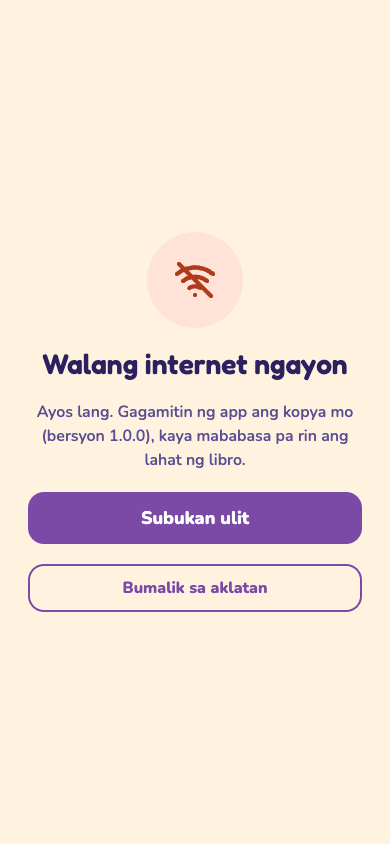 Walang internet ngayon
Ayos lang. Gagamitin ng app ang kopya mo
(bersyon 1.0.0), kaya mababasa pa rin ang
lahat ng libro.
Subukan ulit
Bumalik sa aklatan